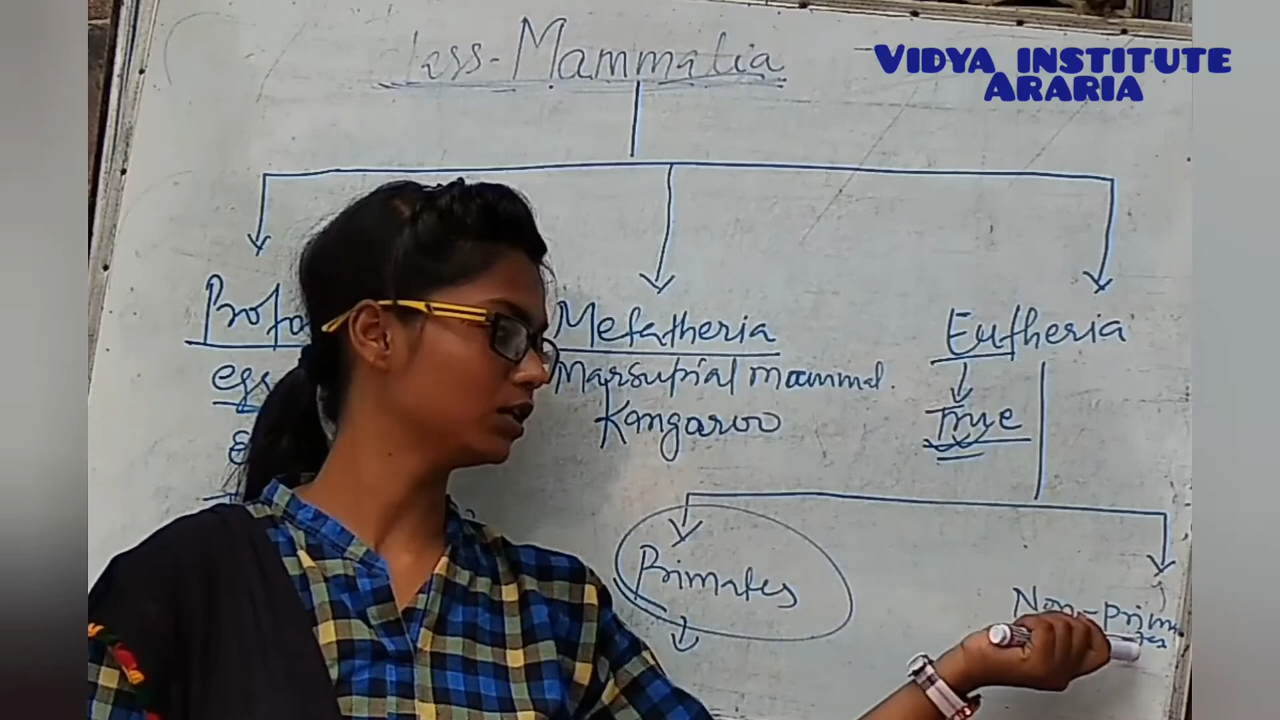 VIDYA INSTITUTE
ARARIA
Class-Mammalia
Metatheria
Eutheria
Marsupial mammal.
Kangaroo
True
Primates
Non-Primates